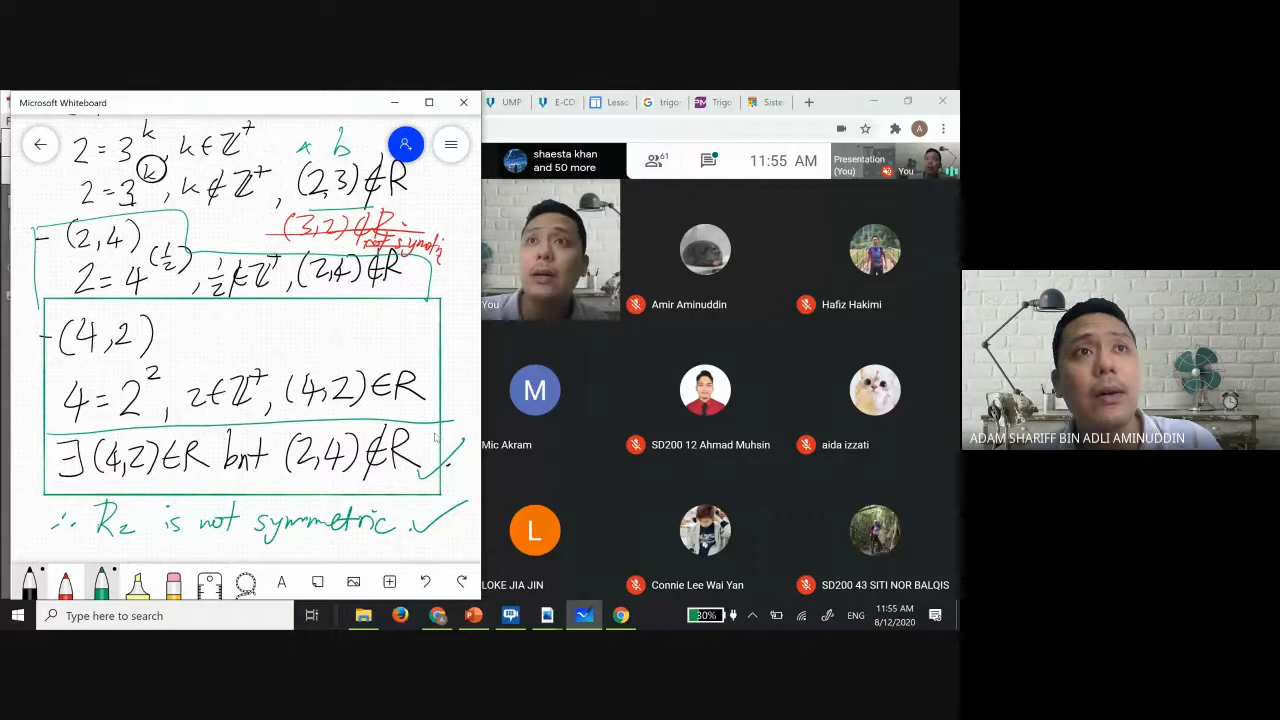 Microsoft Whiteboard
2 = 3^k, k ∈ ℤ⁺
a b
2 = 3^k, k ∉ ℤ⁺, (2,3) ∉ R
(3,2) ∉ R.
- (2,4)
2 = 4^(1/2), 1/2 ∉ ℤ⁺, (2,4) ∉ R
- (4,2)
4 = 2², 2 ∈ ℤ⁺, (4,2) ∈ R
∃ (4,2) ∈ R but (2,4) ∉ R ✓.
∴ R₂ is not symmetric. ✓
A
Type here to search
UMP
E-CO
Lesso
trigo
Trigo
Siste
A
shaesta khan
and 50 more
61
11:55 AM
Presentation
(You)
You
You
Amir Aminuddin
Hafiz Hakimi
M
Mic Akram
SD200 12 Ahmad Muhsin
aida izzati
L
LOKE JIA JIN
Connie Lee Wai Yan
SD200 43 SITI NOR BALQIS
30%
ENG
11:55 AM
8/12/2020
ADAM SHARIFF BIN ADLI AMINUDDIN